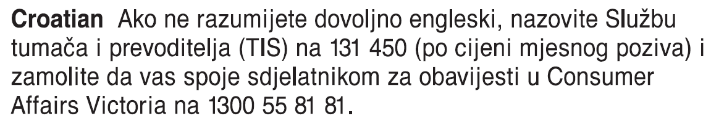 Croatian Ako ne razumijete dovoljno engleski, nazovite Službu
tumača i prevoditelja (TIS) na 131 450 (po cijeni mjesnog poziva) i
zamolite da vas spoje sdjelatnikom za obavijesti u Consumer
Affairs Victoria na 1300 55 81 81.